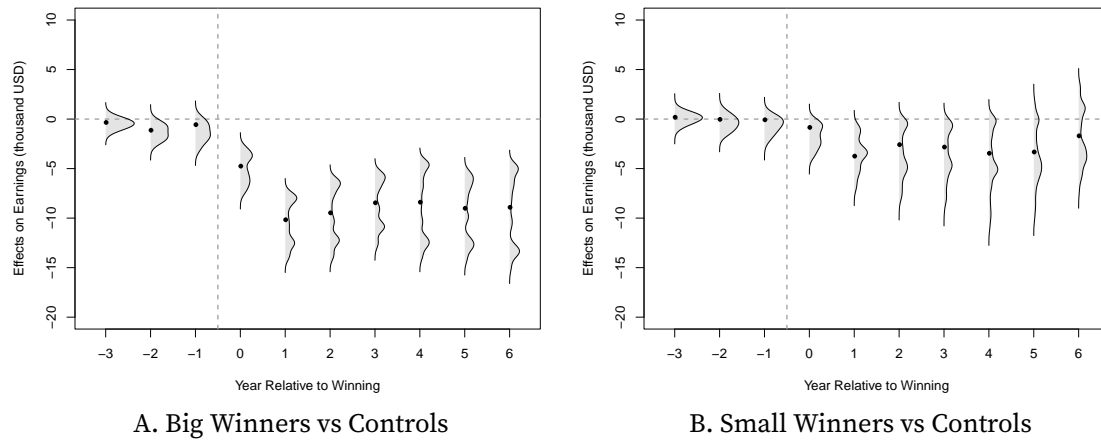 10
5
0
−5
−10
−15
−20
Effects on Earnings (thousand USD)
−3 −2 −1 0 1 2 3 4 5 6
Year Relative to Winning
A. Big Winners vs Controls
10
5
0
−5
−10
−15
−20
Effects on Earnings (thousand USD)
−3 −2 −1 0 1 2 3 4 5 6
Year Relative to Winning
B. Small Winners vs Controls